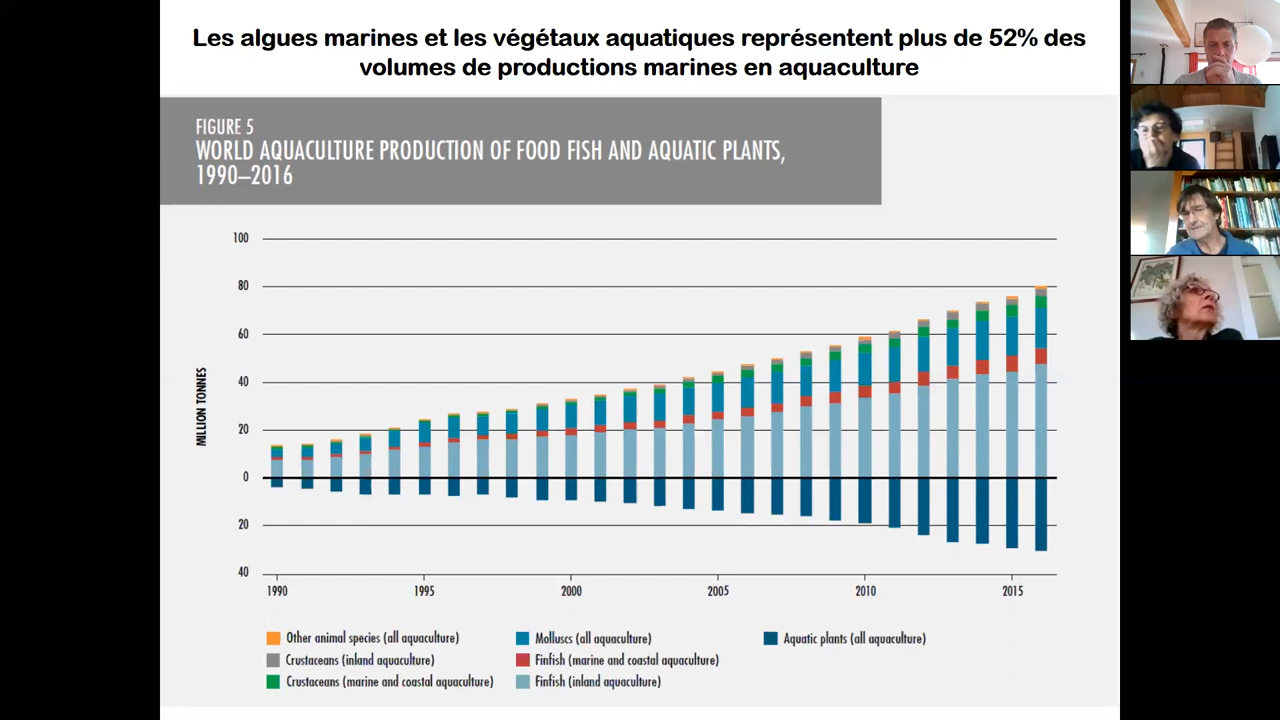 Les algues marines et les végétaux aquatiques représentent plus de 52% des
volumes de productions marines en aquaculture
FIGURE 5
WORLD AQUACULTURE PRODUCTION OF FOOD FISH AND AQUATIC PLANTS,
1990–2016
MILLION TONNES
100
80
60
40
20
0
20
40
1990
1995
2000
2005
2010
2015
Other animal species (all aquaculture)
Crustaceans (inland aquaculture)
Crustaceans (marine and coastal aquaculture)
Molluscs (all aquaculture)
Finfish (marine and coastal aquaculture)
Finfish (inland aquaculture)
Aquatic plants (all aquaculture)